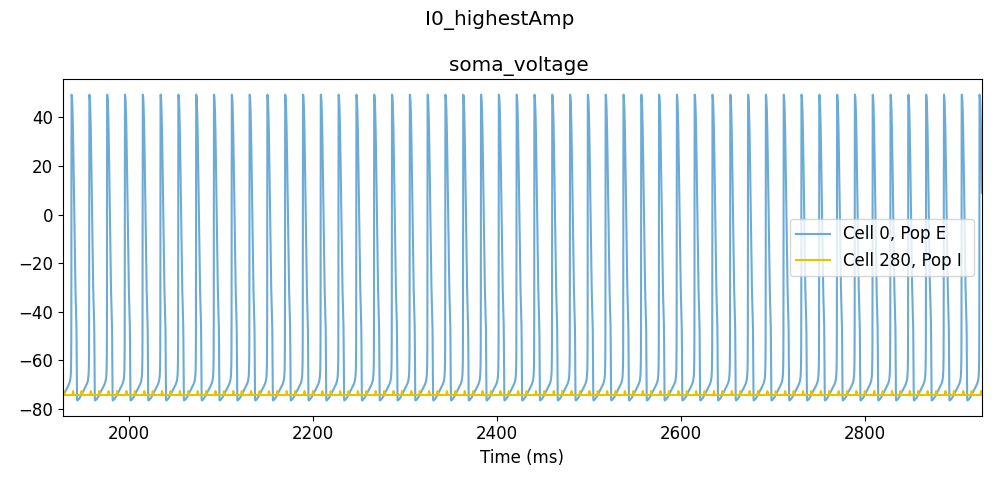 I0_highestAmp
soma_voltage
40
20
0
−20
−40
−60
−80
Cell 0, Pop E
Cell 280, Pop I
2000 2200 2400 2600 2800
Time (ms)